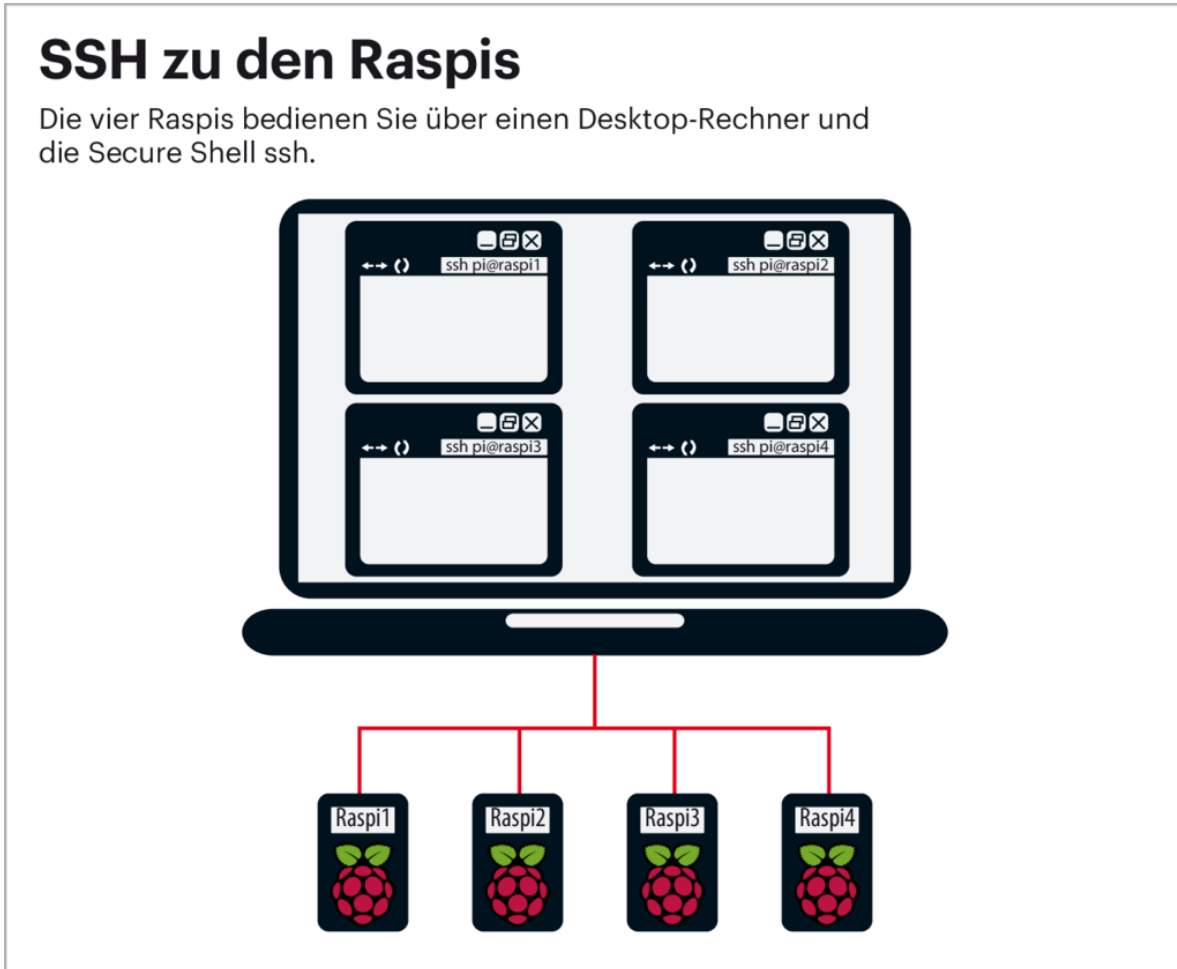 SSH zu den Raspis
Die vier Raspis bedienen Sie über einen Desktop-Rechner und
die Secure Shell ssh.
ssh pi@raspi1
ssh pi@raspi2
ssh pi@raspi3
ssh pi@raspi4
Raspi1
Raspi2
Raspi3
Raspi4